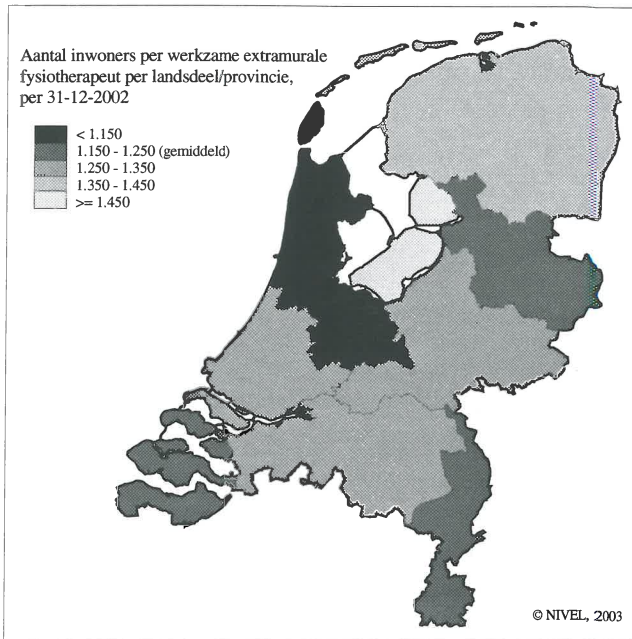 Aantal inwoners per werkzame extramurale
fysiotherapeut per landsdeel/provincie,
per 31-12-2002
< 1.150
1.150 - 1.250 (gemiddeld)
1.250 - 1.350
1.350 - 1.450
>= 1.450
© NIVEL, 2003